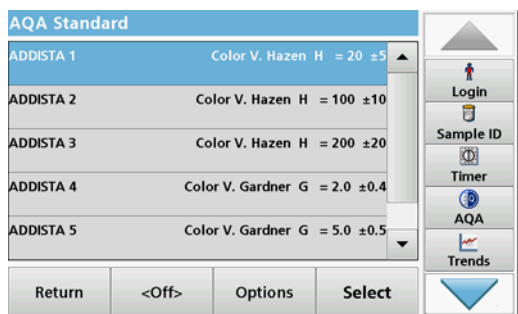 AQA Standard
ADDISTA 1 Color V. Hazen H = 20 ±5
ADDISTA 2 Color V. Hazen H = 100 ±10
ADDISTA 3 Color V. Hazen H = 200 ±20
ADDISTA 4 Color V. Gardner G = 2.0 ±0.4
ADDISTA 5 Color V. Gardner G = 5.0 ±0.5
Return <Off> Options Select
Login
Sample ID
Timer
AQA
Trends